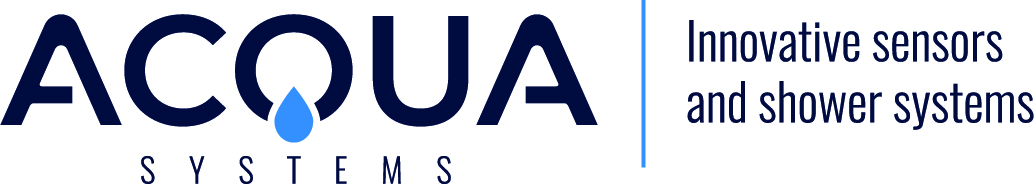 ACQUA
SYSTEMS
Innovative sensors
and shower systems